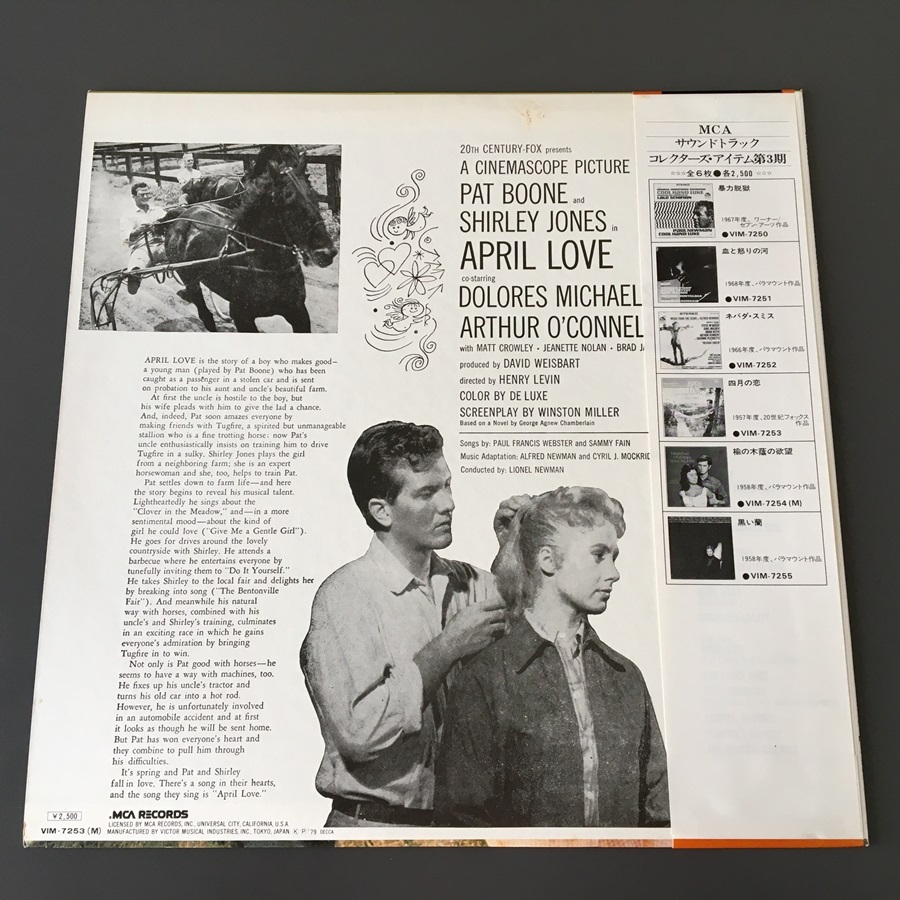 20TH CENTURY-FOX presents
A CINEMASCOPE PICTURE
PAT BOONE and
SHIRLEY JONES in
APRIL LOVE
co-starring
DOLORES MICHAEL
ARTHUR O'CONNEL
with MATT CROWLEY • JEANETTE NOLAN • BRAD
produced by DAVID WEISBART
directed by HENRY LEVIN
COLOR BY DE LUXE
SCREENPLAY BY WINSTON MILLER
Based on a Novel by George Agnew Chamberlain
Songs by: PAUL FRANCIS WEBSTER and SAMMY FAIN
Music Adaptation: ALFRED NEWMAN and CYRIL J. MOCKRID
Conducted by: LIONEL NEWMAN
APRIL LOVE is the story of a boy who makes good—
a young man (played by Pat Boone) who has been
caught as a passenger in a stolen car and is sent
on probation to his aunt and uncle's beautiful farm.
At first the uncle is hostile to the boy, but
his wife pleads with him to give the lad a chance.
And, indeed, Pat soon amazes everyone by
making friends with Tugfire, a spirited but unmanageable
stallion who is a fine trotting horse: now Pat's
uncle enthusiastically insists on training him to drive
Tugfire in a sulky. Shirley Jones plays the girl
from a neighboring farm; she is an expert
horsewoman and she, too, helps to train Pat.
Pat settles down to farm life—and here
the story begins to reveal his musical talent.
Lightheartedly he sings about the
"Clover in the Meadow," and—in a more
sentimental mood—about the kind of
girl he could love ("Give Me a Gentle Girl").
He goes for drives around the lovely
countryside with Shirley. He attends a
barbecue where he entertains everyone by
tunefully inviting them to "Do It Yourself."
He takes Shirley to the local fair and delights her
by breaking into song ("The Bentonville
Fair"). And meanwhile his natural
way with horses, combined with his
uncle's and Shirley's training, culminates
in an exciting race in which he gains
everyone's admiration by bringing
Tugfire in to win.
Not only is Pat good with horses—he
seems to have a way with machines, too.
He fixes up his uncle's tractor and
turns his old car into a hot rod.
However, he is unfortunately involved
in an automobile accident and at first
it looks as though he will be sent home.
But Pat has won everyone's heart and
they combine to pull him through
his difficulties.
It's spring and Pat and Shirley
fall in love. There's a song in their hearts,
and the song they sing is "April Love."
¥2,500
VIM-7253 (M)
MCA RECORDS
LICENSED BY MCA RECORDS, INC., UNIVERSAL CITY, CALIFORNIA, U.S.A.
MANUFACTURED BY VICTOR MUSICAL INDUSTRIES, INC., TOKYO, JAPAN K P. '79 DECCA
MCA
サウンドトラック
コレクターズ・アイテム第3期
☆☆☆全6枚●各2,500 ☆☆☆
暴力脱獄
1967年度、ワーナー/
セブン・アーツ作品
●VIM-7250
COOL HAND LUKE
血と怒りの河
1968年度、パラマウント作品
●VIM-7251
ネバダ・スミス
1966年度、パラマウント作品
●VIM-7252
四月の恋
1957年度、20世紀フォックス
作品
●VIM-7253
楡の木蔭の欲望
1958年度、パラマウント作品
●VIM-7254 (M)
黒い蘭
1958年度、パラマウント作品
●VIM-7255